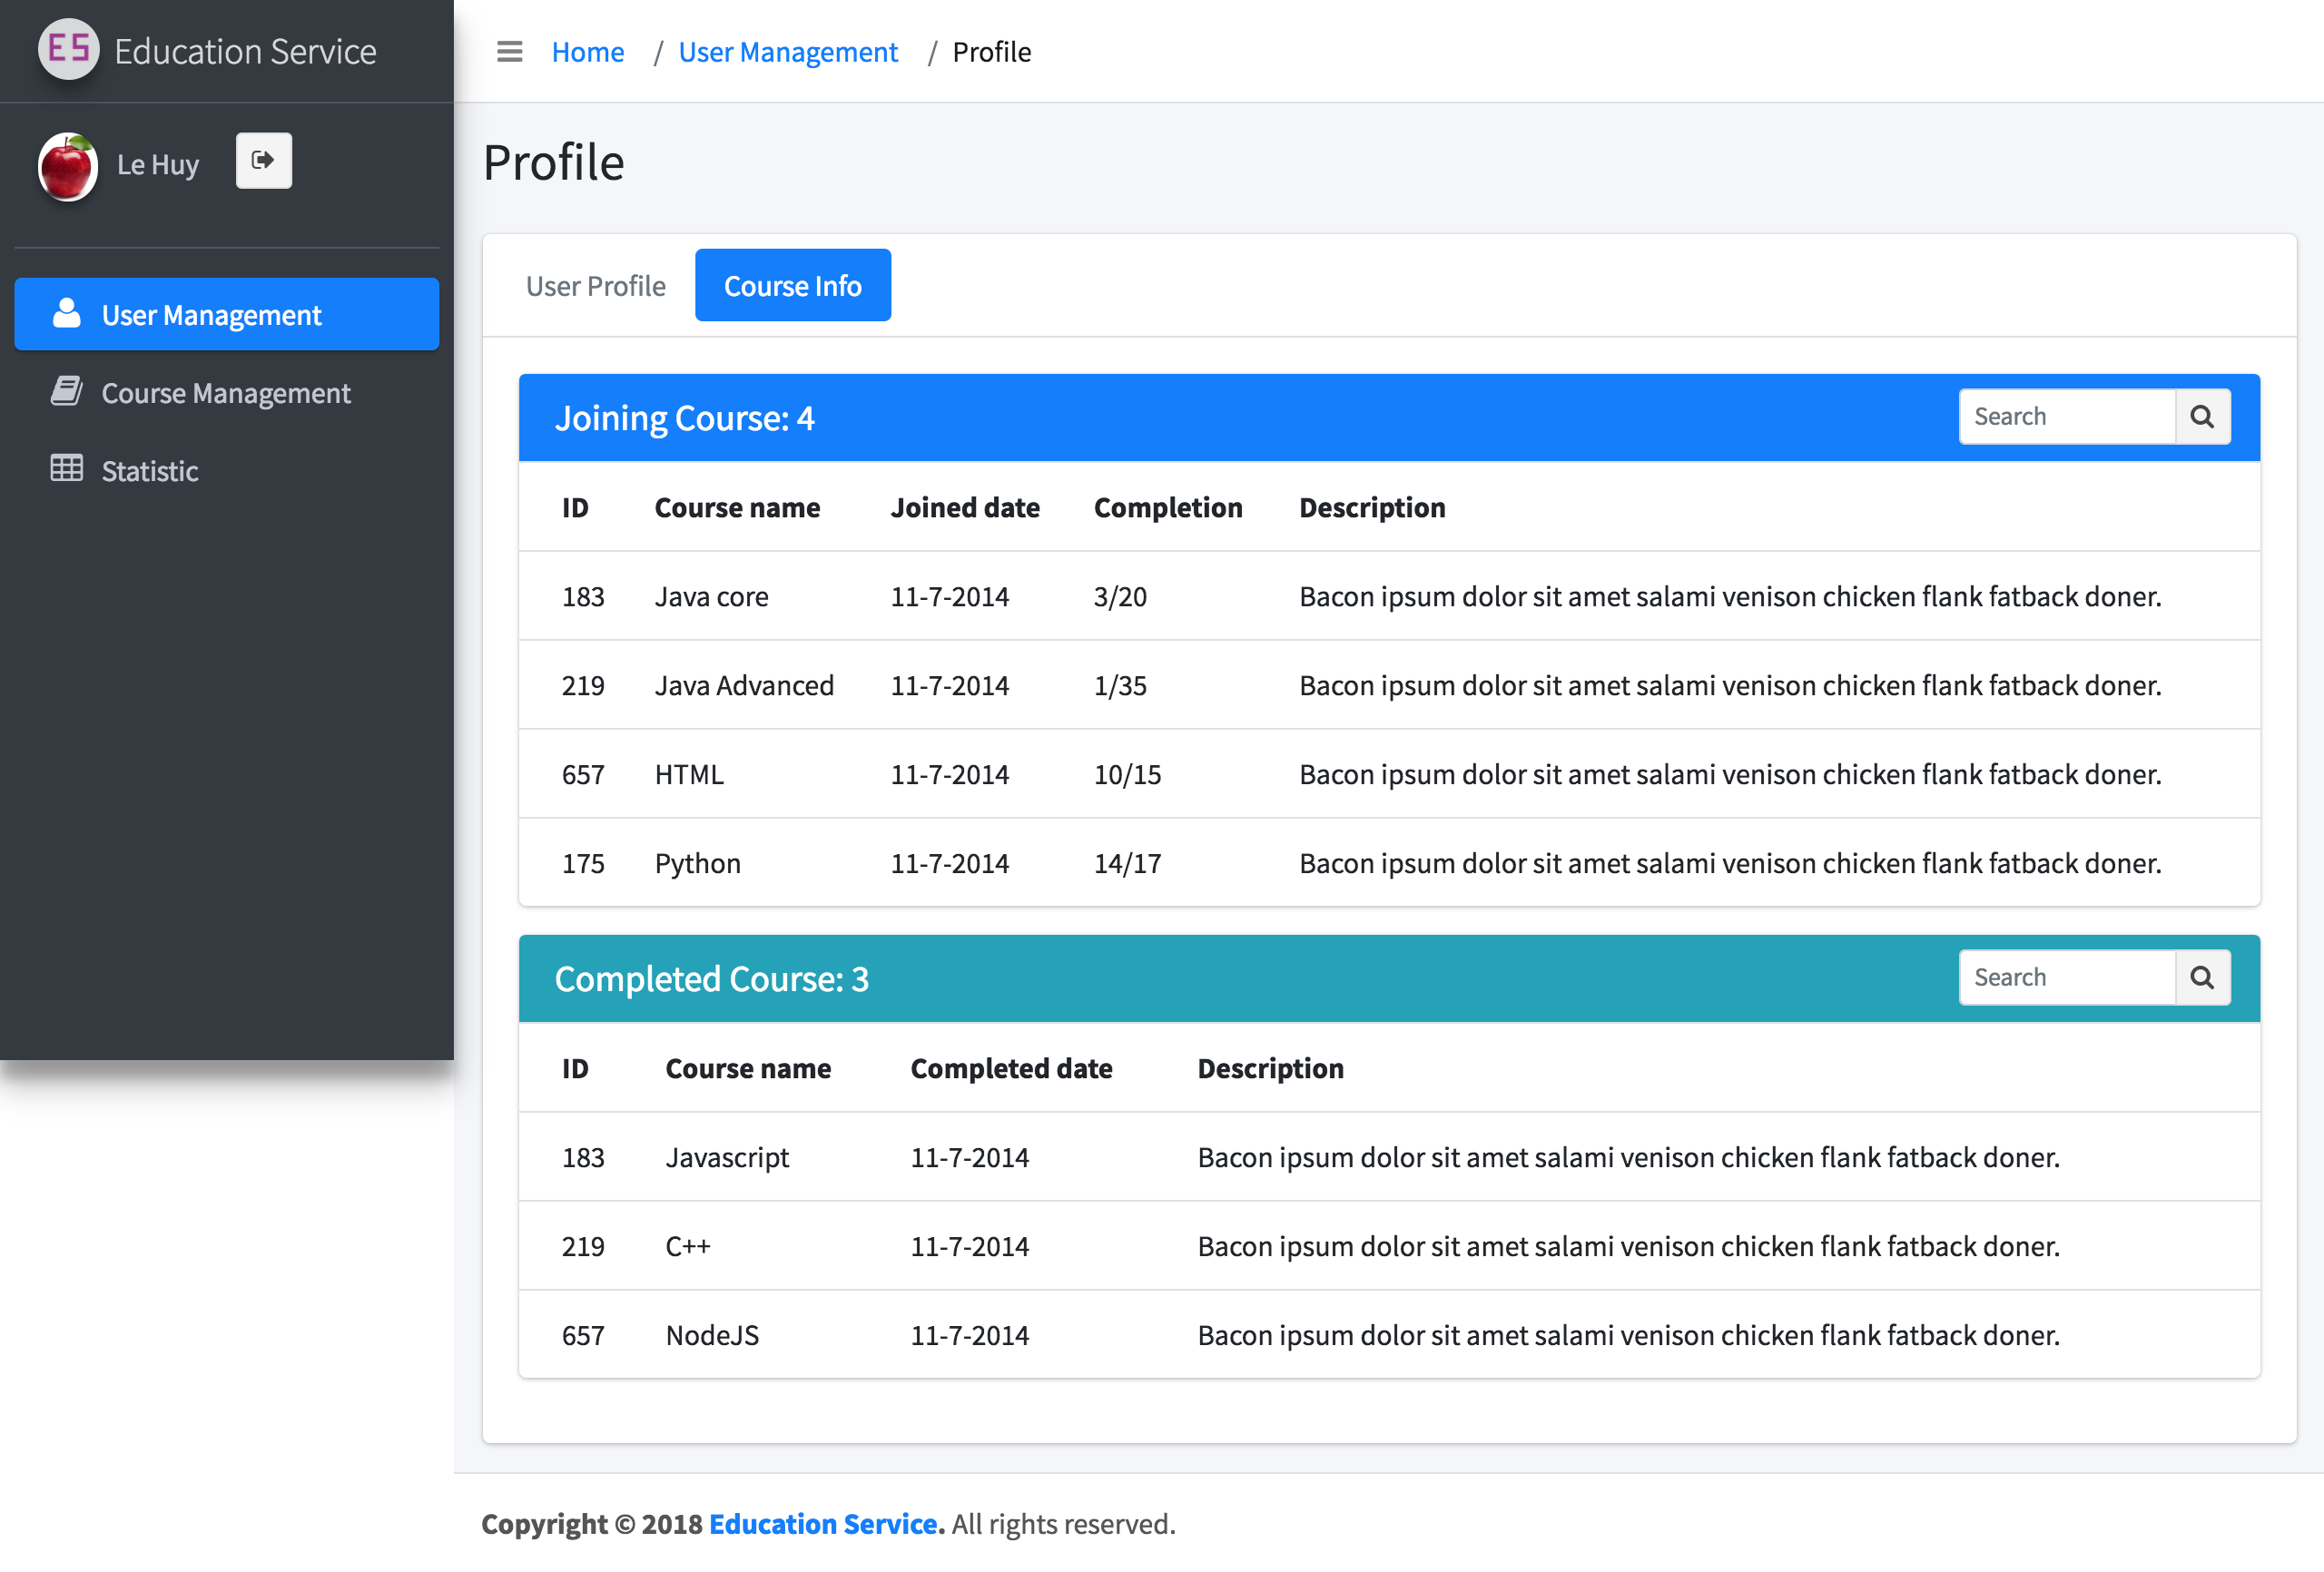 ES Education Service
Home / User Management / Profile
Le Huy
User Management
Course Management
Statistic
Profile
User Profile Course Info
Joining Course: 4 Search
ID Course name Joined date Completion Description
183 Java core 11-7-2014 3/20 Bacon ipsum dolor sit amet salami venison chicken flank fatback doner.
219 Java Advanced 11-7-2014 1/35 Bacon ipsum dolor sit amet salami venison chicken flank fatback doner.
657 HTML 11-7-2014 10/15 Bacon ipsum dolor sit amet salami venison chicken flank fatback doner.
175 Python 11-7-2014 14/17 Bacon ipsum dolor sit amet salami venison chicken flank fatback doner.
Completed Course: 3 Search
ID Course name Completed date Description
183 Javascript 11-7-2014 Bacon ipsum dolor sit amet salami venison chicken flank fatback doner.
219 C++ 11-7-2014 Bacon ipsum dolor sit amet salami venison chicken flank fatback doner.
657 NodeJS 11-7-2014 Bacon ipsum dolor sit amet salami venison chicken flank fatback doner.
Copyright © 2018 Education Service. All rights reserved.